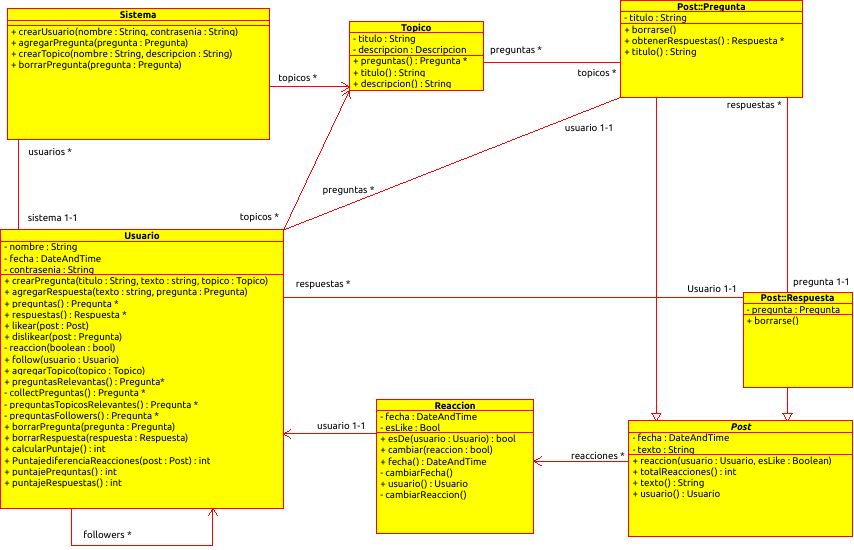 Sistema
+ crearUsuario(nombre : String, contrasenia : String)
+ agregarPregunta(pregunta : Pregunta)
+ crearTopico(nombre : String, descripcion : String)
+ borrarPregunta(pregunta : Pregunta)
Topico
- titulo : String
- descripcion : Descripcion
+ preguntas() : Pregunta *
+ titulo() : String
+ descripcion() : String
Post::Pregunta
- titulo : String
+ borrarse()
+ obtenerRespuestas() : Respuesta *
+ titulo() : String
preguntas *
topicos *
topicos *
respuestas *
usuario 1-1
usuarios *
preguntas *
sistema 1-1
topicos *
Usuario
- nombre : String
- fecha : DateAndTime
- contrasenia : String
+ crearPregunta(titulo : String, texto : string, topico : Topico)
+ agregarRespuesta(texto : string, pregunta : Pregunta)
+ preguntas() : Pregunta *
+ respuestas() : Respuesta *
+ likear(post : Post)
+ dislikear(post : Pregunta)
- reaccion(boolean : bool)
+ follow(usuario : Usuario)
+ agregarTopico(topico : Topico)
+ preguntasRelevantas() : Pregunta*
- collectPreguntas() : Pregunta *
- preguntasTopicosRelevantes() : Pregunta *
- preguntasFollowers() : Pregunta *
+ borrarPregunta(pregunta : Pregunta)
+ borrarRespuesta(respuesta : Respuesta)
+ calcularPuntaje() : int
+ PuntajediferenciaReacciones(post : Post) : int
+ puntajePreguntas() : int
+ puntajeRespuestas() : int
respuestas *
Usuario 1-1
pregunta 1-1
Post::Respuesta
- pregunta : Pregunta
+ borrarse()
Reaccion
- fecha : DateAndTime
- esLike : Bool
+ esDe(usuario : Usuario) : bool
+ cambiar(reaccion : bool)
+ fecha() : DateAndTime
- cambiarFecha()
+ usuario() : Usuario
- cambiarReaccion()
usuario 1-1
reacciones *
Post
- fecha : DateAndTime
- texto : String
+ reaccion(usuario : Usuario, esLike : Boolean)
+ totalReacciones() : int
+ texto() : String
+ usuario() : Usuario
followers *